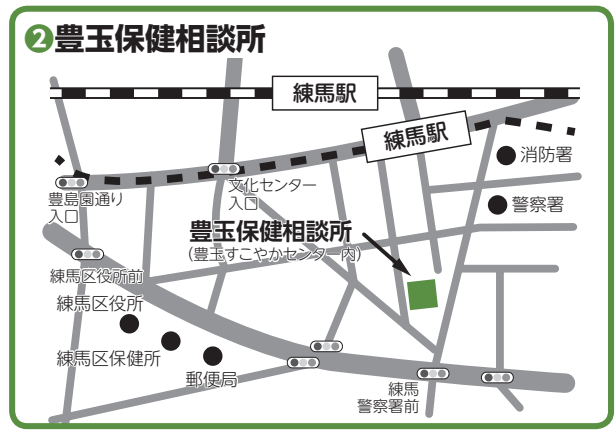 ❷豊玉保健相談所
練馬駅
練馬駅
消防署
文化センター
入口
豊島園通り
入口
警察署
豊玉保健相談所
(豊玉すこやかセンター内)
練馬区役所前
練馬区役所
練馬区保健所
郵便局
練馬
警察署前